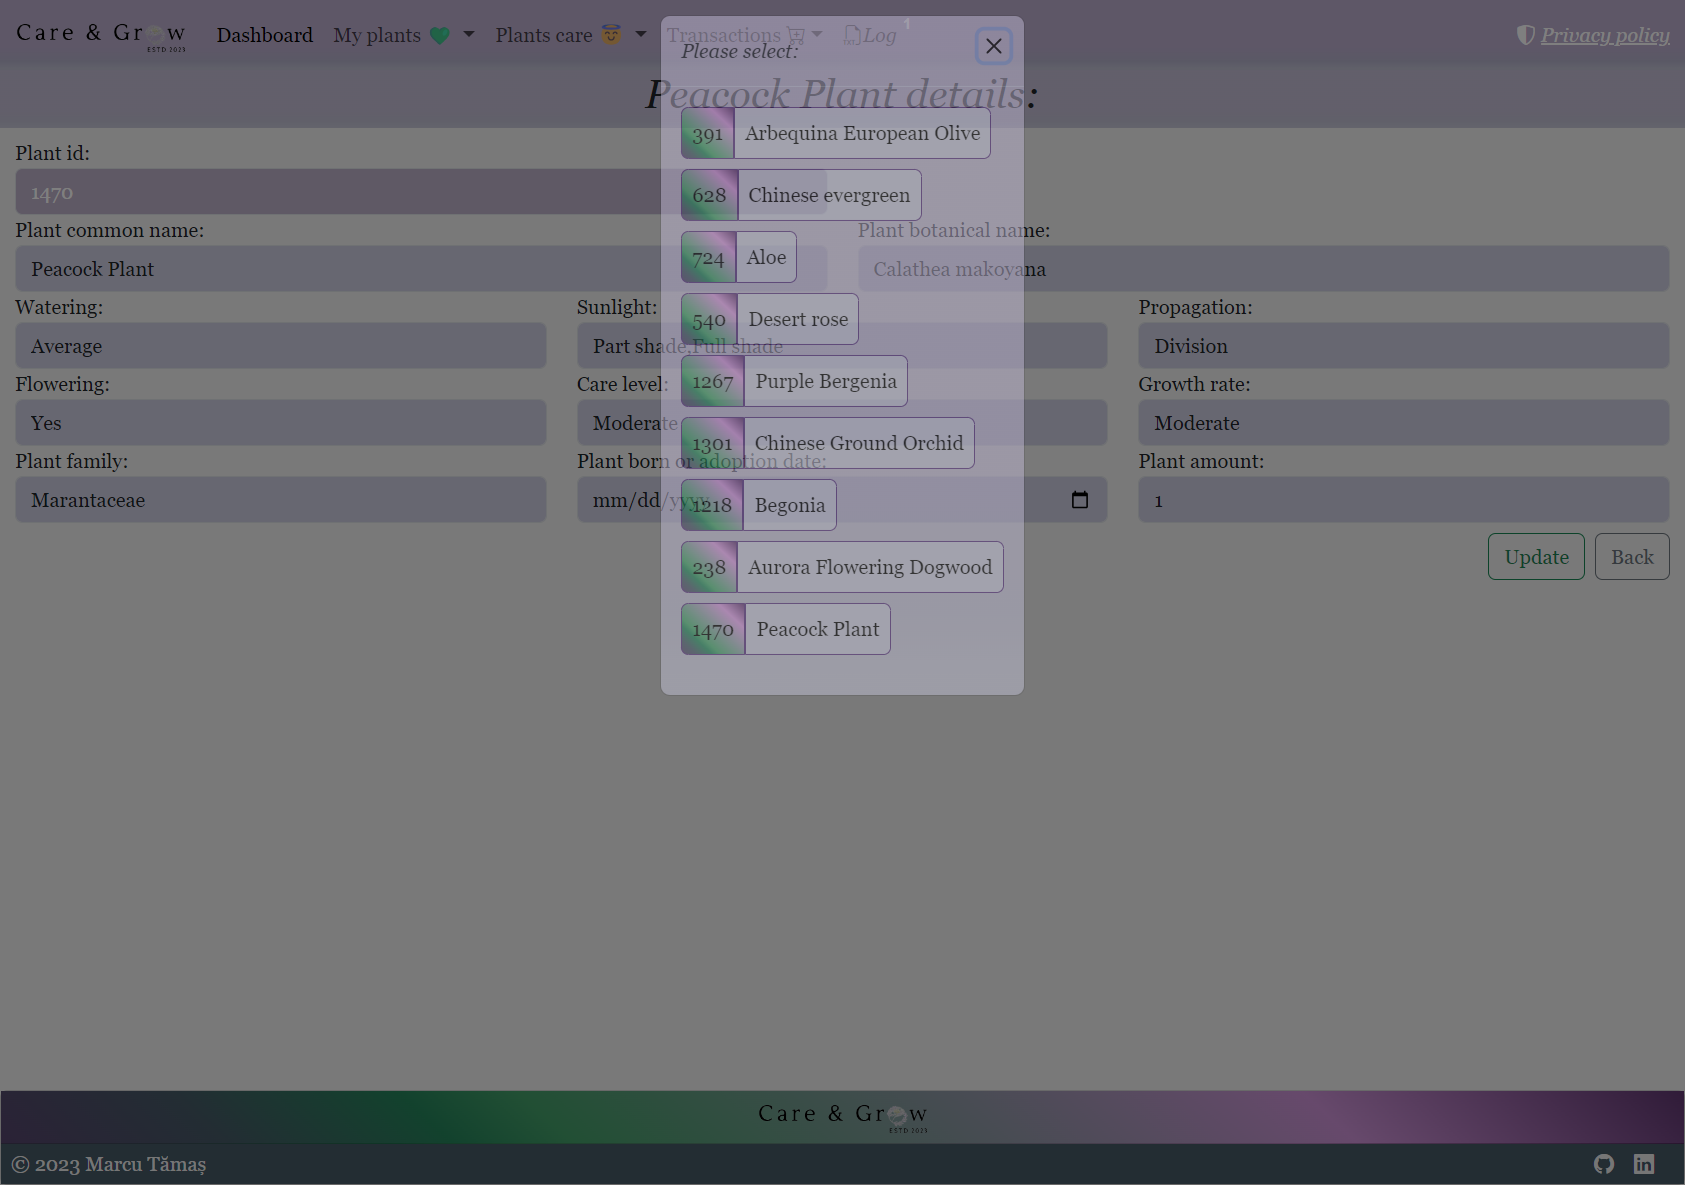 Care & Grow
ESTD 2023
Dashboard My plants Plants care Transactions Log 1 Privacy policy
Please select:
Peacock Plant details:
391 Arbequina European Olive
628 Chinese evergreen
724 Aloe
540 Desert rose
1267 Purple Bergenia
1301 Chinese Ground Orchid
1218 Begonia
238 Aurora Flowering Dogwood
1470 Peacock Plant
Plant id:
1470
Plant common name: Plant botanical name:
Peacock Plant Calathea makoyana
Watering: Sunlight: Propagation:
Average Part shade,Full shade Division
Flowering: Care level: Growth rate:
Yes Moderate Moderate
Plant family: Plant born or adoption date: Plant amount:
Marantaceae mm/dd/yyyy 1
Update Back
Care & Grow
ESTD 2023
© 2023 Marcu Tămaș